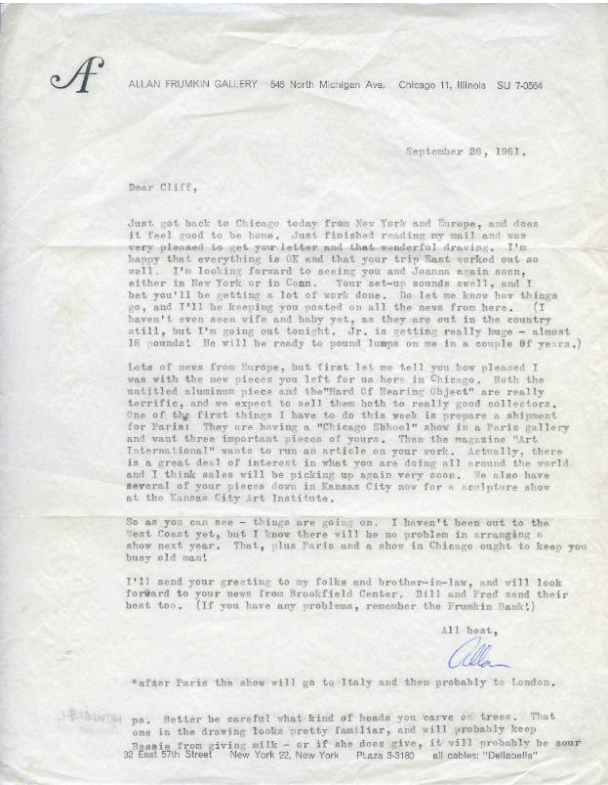 AF
ALLAN FRUMKIN GALLERY 545 North Michigan Ave. Chicago 11, Illinois SU 7-0564
September 26, 1961.
Dear Cliff,
Just got back to Chicago today from New York and Europe, and does
it feel good to be home. Just finished reading my mail and was
very pleased to get your letter and that wonderful drawing. I'm
happy that everything is OK and that your trip East worked out so
well. I'm looking forward to seeing you and Joanna again soon,
either in New York or in Conn. Your set-up sounds swell, and I
bet you'll be getting a lot of work done. Do let me know how things
go, and I'll be keeping you posted on all the news from here. (I
haven't even seen wife and baby yet, as they are out in the country
still, but I'm going out tonight. Jr. is getting really huge - almost
18 pounds! He will be ready to pound lumps on me in a couple of years.)
Lots of news from Europe, but first let me tell you how pleased I
was with the new pieces you left for us here in Chicago. Both the
untitled aluminum piece and the"Hard Of Hearing Object" are really
terrific, and we expect to sell them both to really good collectors.
One of the first things I have to do this week is prepare a shipment
for Paris: They are having a "Chicago Shhool" show in a Paris gallery
and want three important pieces of yours. Then the magazine "Art
International" wants to run an article on your work. Actually, there
is a great deal of interest in what you are doing all around the world
and I think sales will be picking up again very soon. We also have
several of your pieces down in Kansas City now for a sculpture show
at the Kansas City Art Institute.
So as you can see - things are going on. I haven't been out to the
West Coast yet, but I know there will be no problem in arranging a
show next year. That, plus Paris and a show in Chicago ought to keep you
busy old man!
I'll send your greeting to my folks and brother-in-law, and will look
forward to your news from Brookfield Center. Bill and Fred send their
best too. (If you have any problems, remember the Frumkin Bank!)
All best,
Allan
*after Paris the show will go to Italy and then probably to London.
ps. Better be careful what kind of heads you carve on trees. That
one in the drawing looks pretty familiar, and will probably keep
Bessie from giving milk - or if she does give, it will probably be sour
32 East 57th Street New York 22, New York PLaza 3-3180 all cables: "Dellabella"